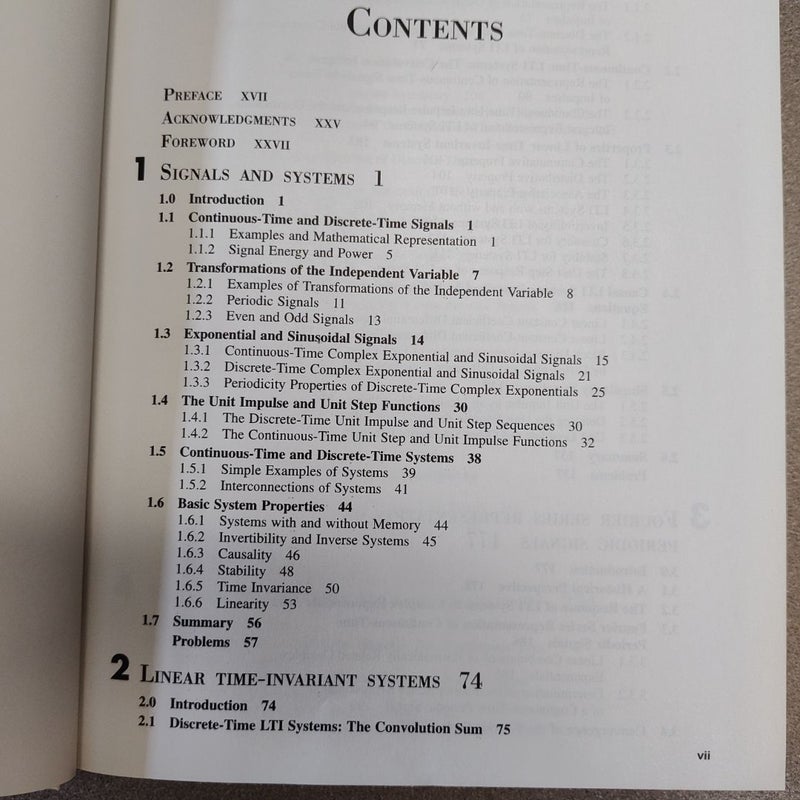 CONTENTS
PREFACE XVII
ACKNOWLEDGMENTS XXV
FOREWORD XXVII
1 SIGNALS AND SYSTEMS 1
1.0 Introduction 1
1.1 Continuous-Time and Discrete-Time Signals 1
1.1.1 Examples and Mathematical Representation 1
1.1.2 Signal Energy and Power 5
1.2 Transformations of the Independent Variable 7
1.2.1 Examples of Transformations of the Independent Variable 8
1.2.2 Periodic Signals 11
1.2.3 Even and Odd Signals 13
1.3 Exponential and Sinusoidal Signals 14
1.3.1 Continuous-Time Complex Exponential and Sinusoidal Signals 15
1.3.2 Discrete-Time Complex Exponential and Sinusoidal Signals 21
1.3.3 Periodicity Properties of Discrete-Time Complex Exponentials 25
1.4 The Unit Impulse and Unit Step Functions 30
1.4.1 The Discrete-Time Unit Impulse and Unit Step Sequences 30
1.4.2 The Continuous-Time Unit Step and Unit Impulse Functions 32
1.5 Continuous-Time and Discrete-Time Systems 38
1.5.1 Simple Examples of Systems 39
1.5.2 Interconnections of Systems 41
1.6 Basic System Properties 44
1.6.1 Systems with and without Memory 44
1.6.2 Invertibility and Inverse Systems 45
1.6.3 Causality 46
1.6.4 Stability 48
1.6.5 Time Invariance 50
1.6.6 Linearity 53
1.7 Summary 56
Problems 57
2 LINEAR TIME-INVARIANT SYSTEMS 74
2.0 Introduction 74
2.1 Discrete-Time LTI Systems: The Convolution Sum 75
vii